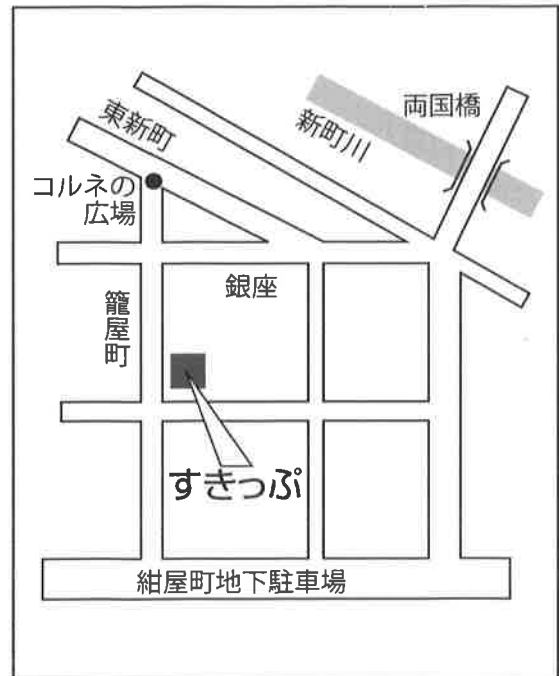 両国橋
新町川
東新町
コルネの
広場
銀座
籠屋町
すきっぷ
紺屋町地下駐車場